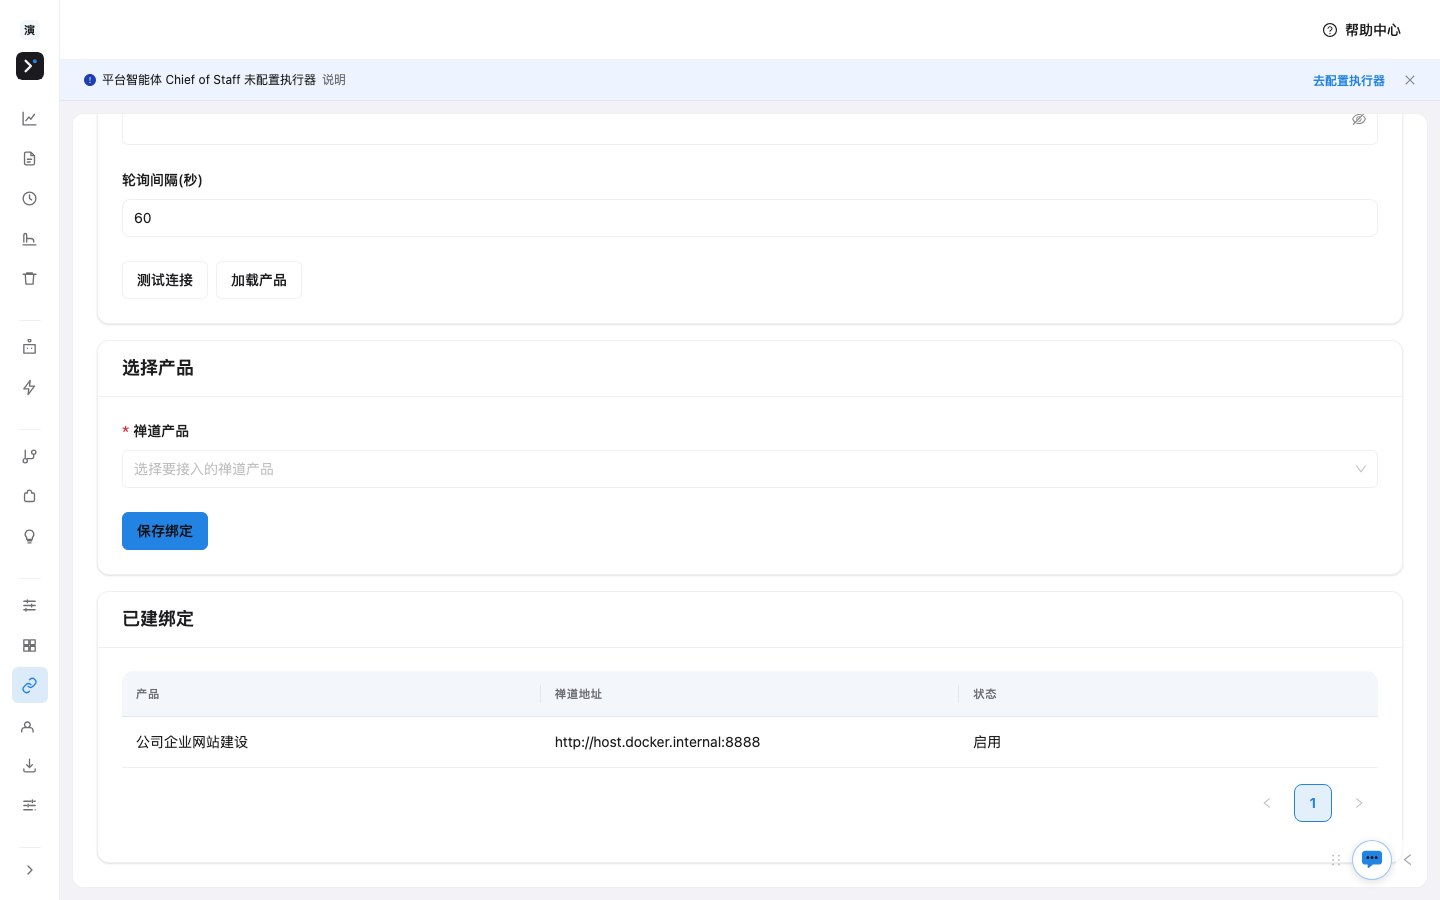 演
帮助中心
平台智能体 Chief of Staff 未配置执行器 说明
去配置执行器
轮询间隔(秒)
60
测试连接 加载产品
选择产品
* 禅道产品
选择要接入的禅道产品
保存绑定
已建绑定
产品 禅道地址 状态
公司企业网站建设 http://host.docker.internal:8888 启用
1